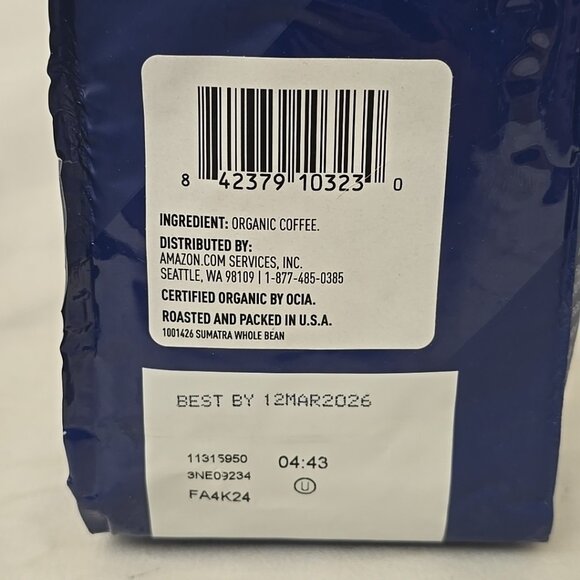 8 42379 10323 0
INGREDIENT: ORGANIC COFFEE.
DISTRIBUTED BY:
AMAZON.COM SERVICES, INC.
SEATTLE, WA 98109 | 1-877-485-0385
CERTIFIED ORGANIC BY OCIA.
ROASTED AND PACKED IN U.S.A.
1001426 SUMATRA WHOLE BEAN
BEST BY 12MAR2026
11315950 04:43
3NE09234 U
FA4K24